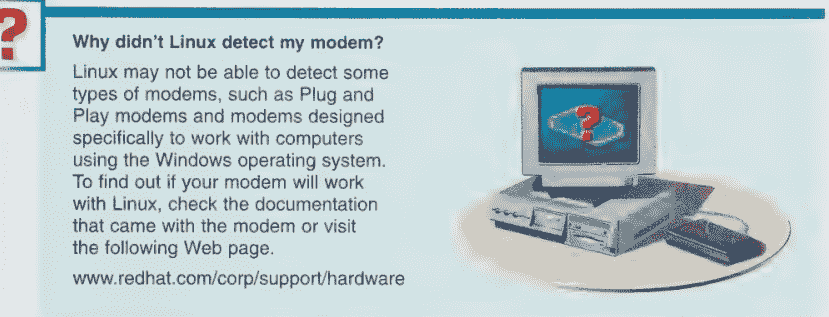 ?
Why didn't Linux detect my modem?
Linux may not be able to detect some
types of modems, such as Plug and
Play modems and modems designed
specifically to work with computers
using the Windows operating system.
To find out if your modem will work
with Linux, check the documentation
that came with the modem or visit
the following Web page.
www.redhat.com/corp/support/hardware
?